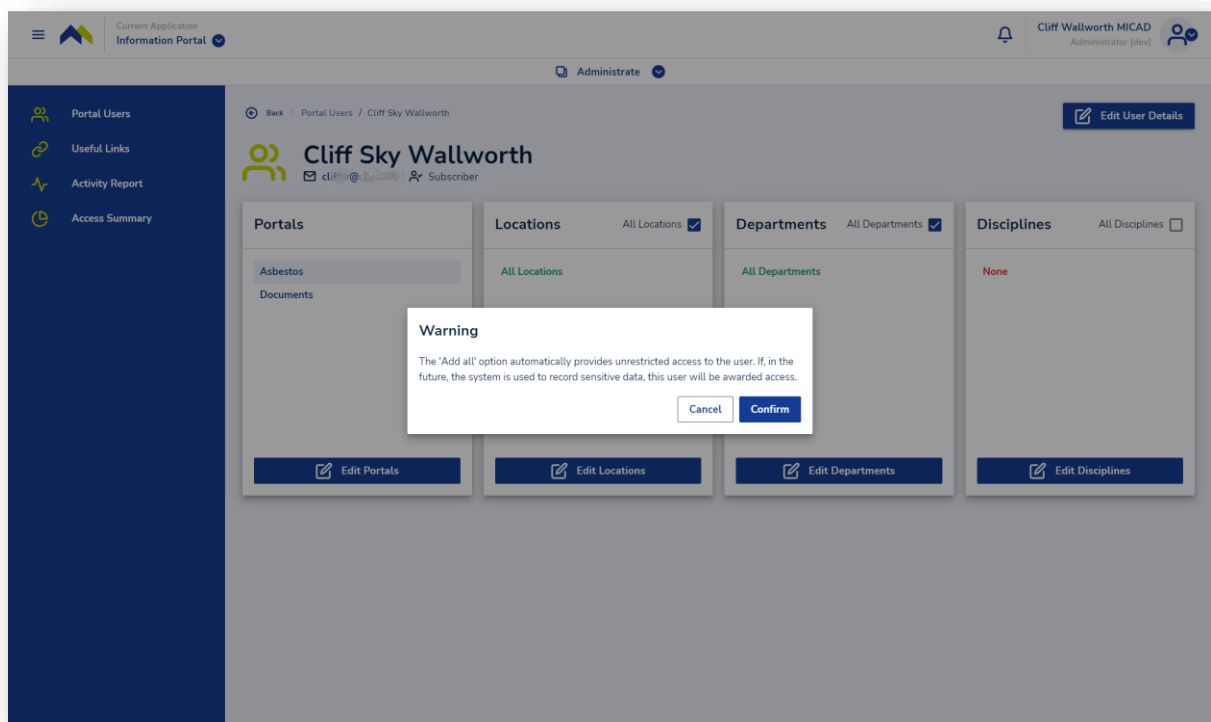 Current Application
Information Portal
Cliff Wallworth MICAD
Administrator [dev]
Administrate
Portal Users
Useful Links
Activity Report
Access Summary
Back | Portal Users / Cliff Sky Wallworth
Edit User Details
Cliff Sky Wallworth
Subscriber
Portals
Asbestos
Documents
Edit Portals
Locations All Locations
All Locations
Edit Locations
Departments All Departments
All Departments
Edit Departments
Disciplines All Disciplines
None
Edit Disciplines
Warning
The 'Add all' option automatically provides unrestricted access to the user. If, in the
future, the system is used to record sensitive data, this user will be awarded access.
Cancel Confirm